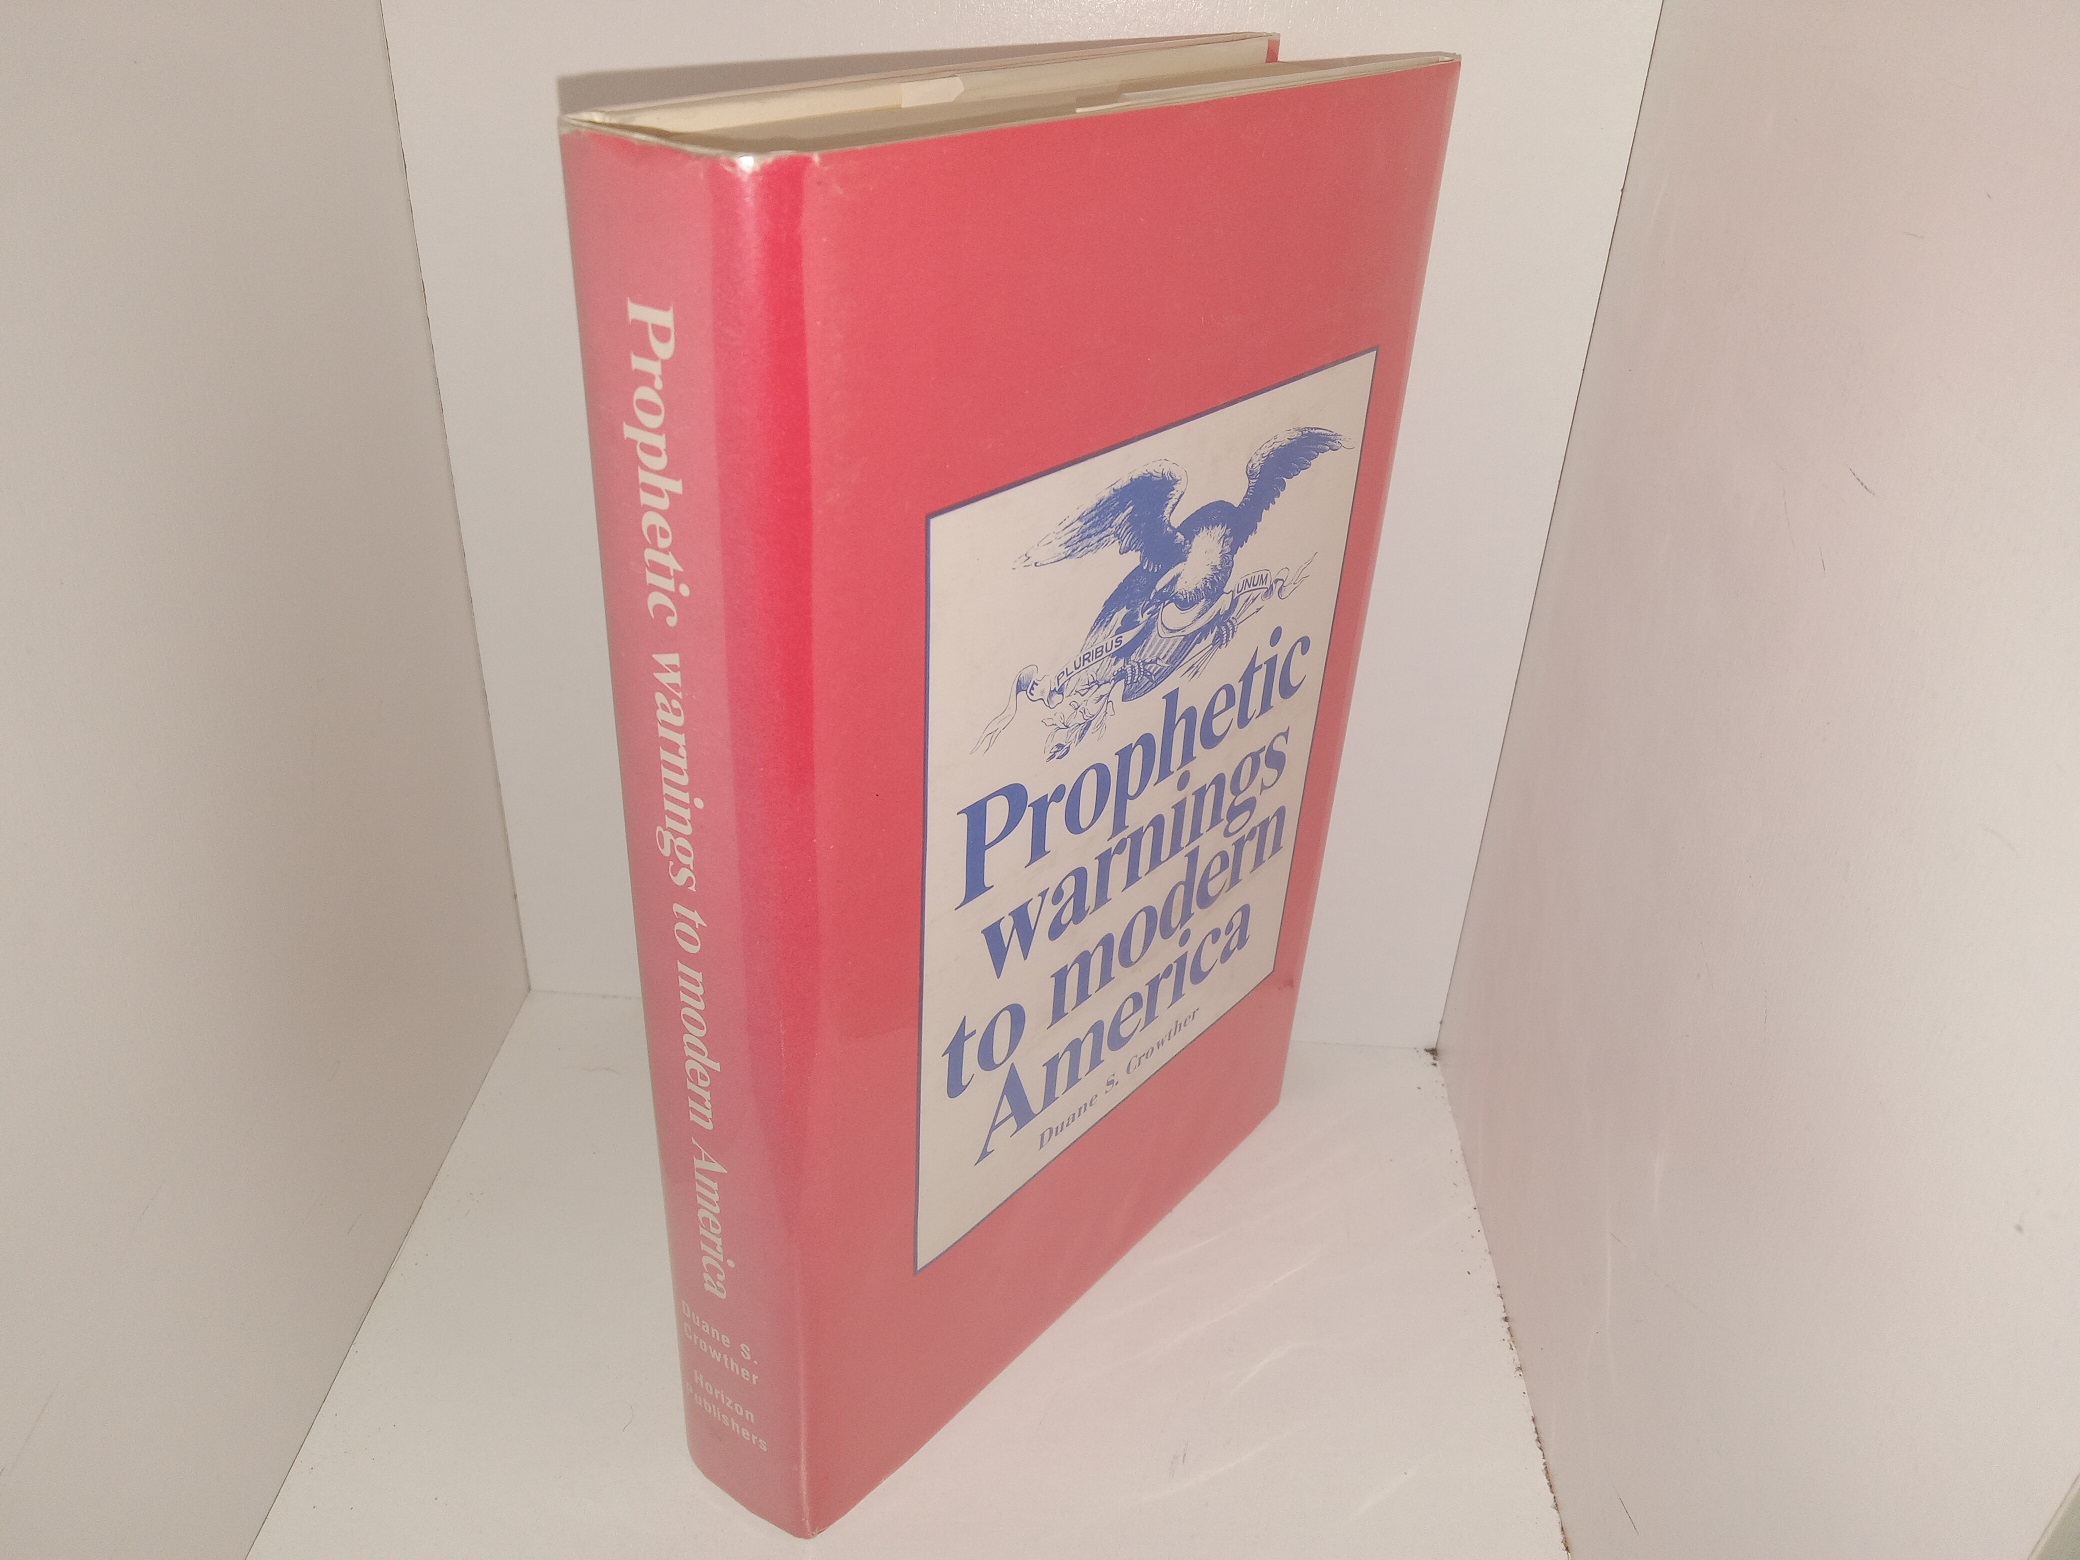 Prophetic warnings to modern America
Duane S.
Crowther
Horizon
Publishers
E
PLURIBUS
UNUM
Prophetic
warnings
to modern
America
Duane S. Crowther